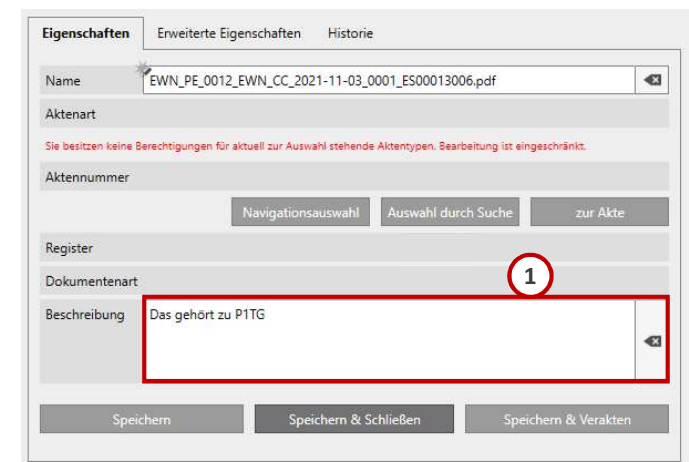 Eigenschaften Erweiterte Eigenschaften Historie
Name EWN_PE_0012_EWN_CC_2021-11-03_0001_ES00013006.pdf
Aktenart
Sie besitzen keine Berechtigungen für aktuell zur Auswahl stehende Aktentypen. Bearbeitung ist eingeschränkt.
Aktennummer
Navigationsauswahl Auswahl durch Suche zur Akte
Register
Dokumentenart 1
Beschreibung Das gehört zu P1TG
Speichern Speichern & Schließen Speichern & Verakten